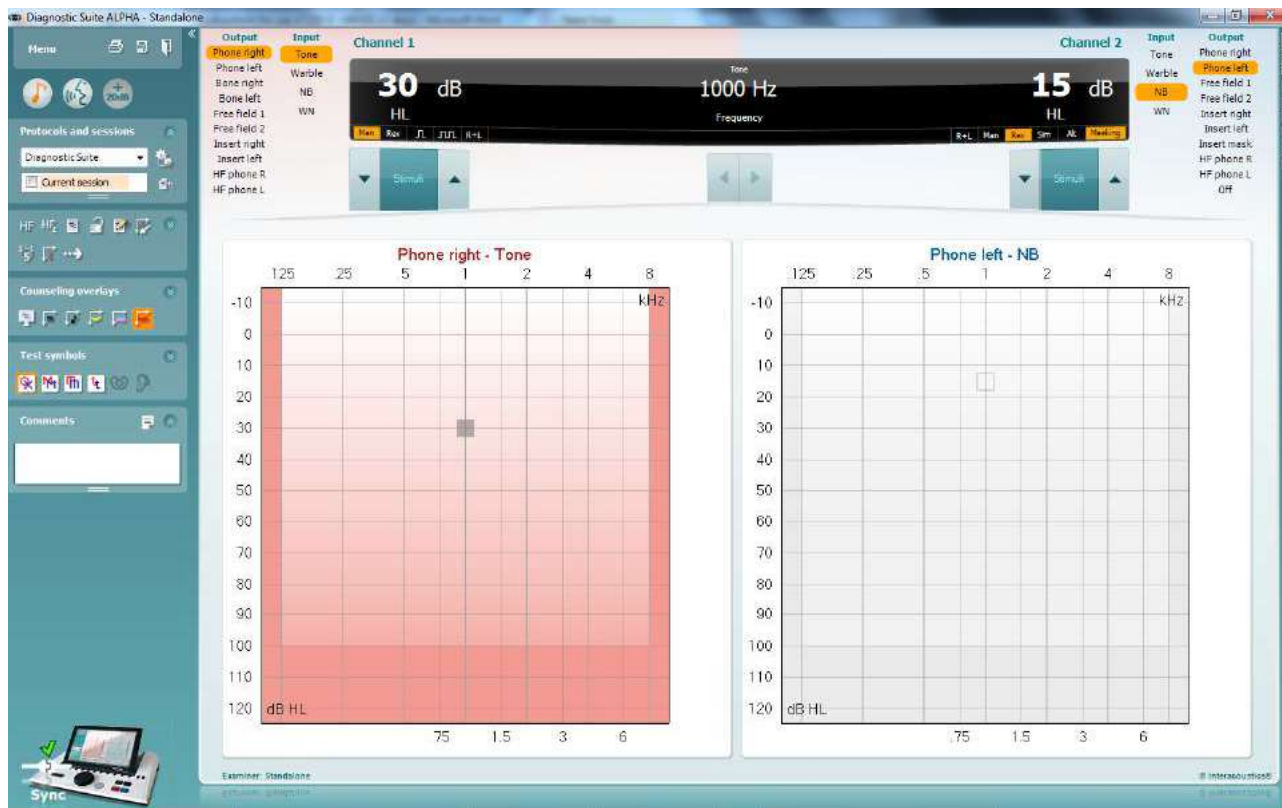 Diagnostic Suite ALPHA - Standalone
Menu
20dB
Protocols and sessions
Diagnostic Suite
Current session
HF
Counseling overlays
Test symbols
Comments
Sync
Output
Phone right
Phone left
Bone right
Bone left
Free field 1
Free field 2
Insert right
Insert left
HF phone R
HF phone L
Input
Tone
Warble
NB
WN
Channel 1
Channel 2
30 dB
HL
Tone
1000 Hz
Frequency
15 dB
HL
Man Rev R+L
R+L Man Rev Sim Alt Masking
Stimuli
Stimuli
Input
Tone
Warble
NB
WN
Output
Phone right
Phone left
Free field 1
Free field 2
Insert right
Insert left
Insert mask
HF phone R
HF phone L
Off
Phone right - Tone
.125 .25 .5 1 2 4 8
kHz
-10
0
10
20
30
40
50
60
70
80
90
100
110
120 dB HL
.75 1.5 3 6
Phone left - NB
.125 .25 .5 1 2 4 8
kHz
-10
0
10
20
30
40
50
60
70
80
90
100
110
120 dB HL
.75 1.5 3 6
Examiner: Standalone
® Interacoustics®